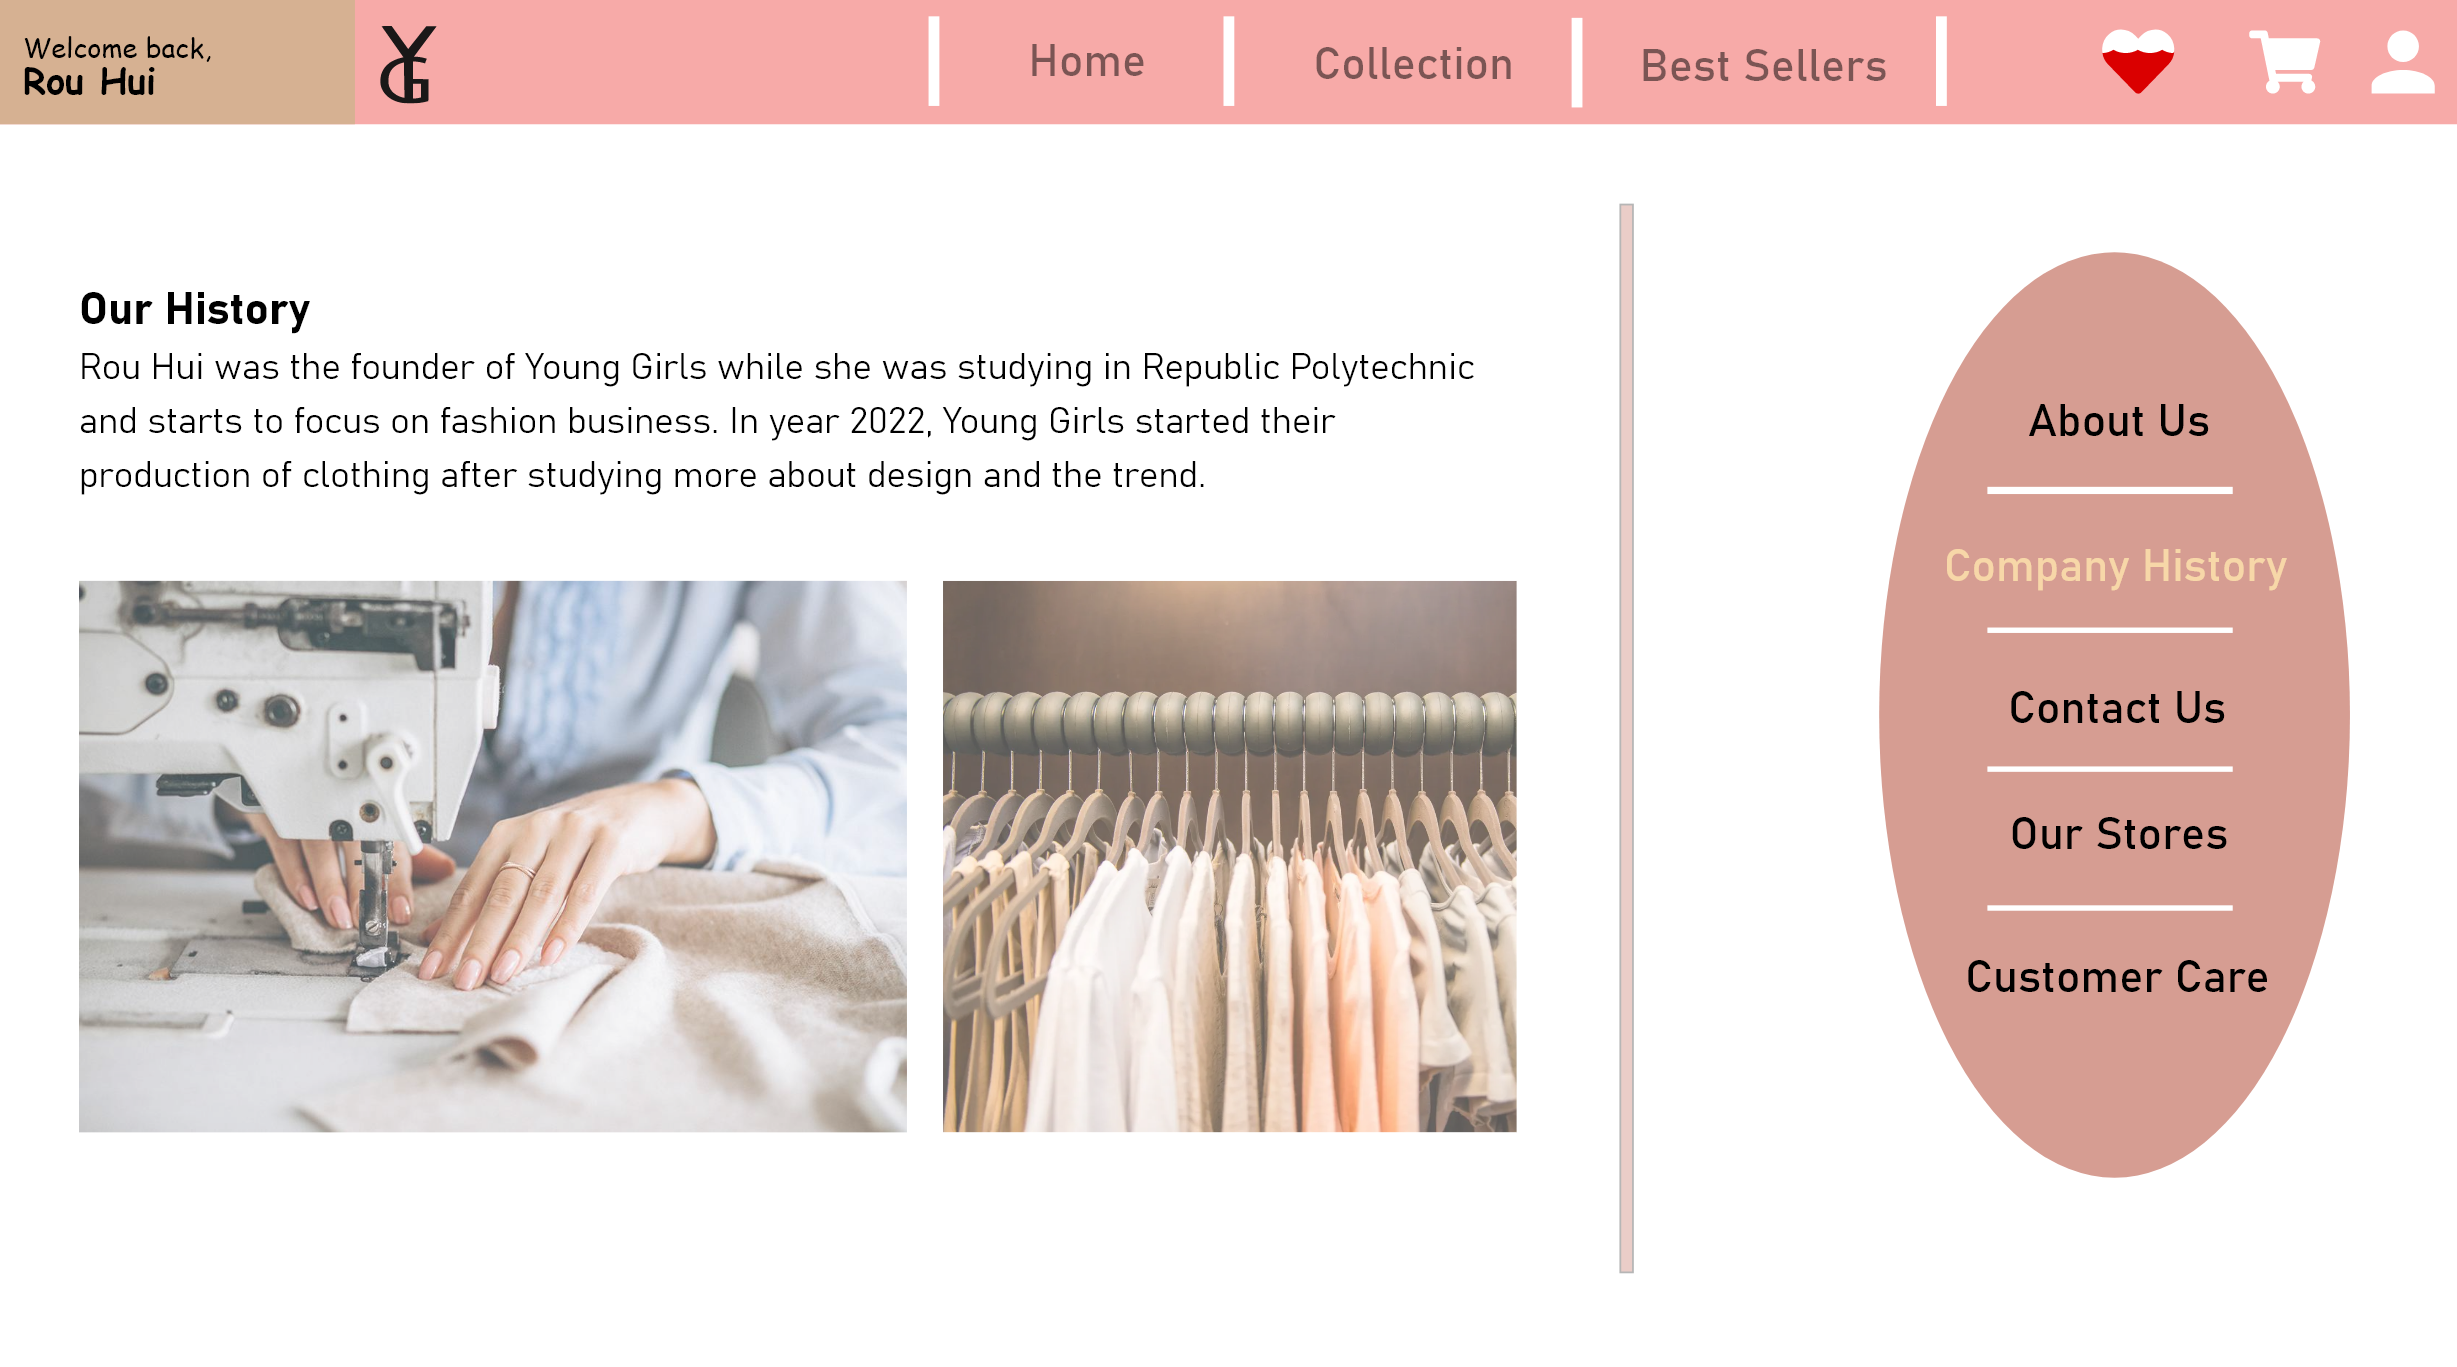 Welcome back,
Rou Hui
YG
Home
Collection
Best Sellers
Our History
Rou Hui was the founder of Young Girls while she was studying in Republic Polytechnic
and starts to focus on fashion business. In year 2022, Young Girls started their
production of clothing after studying more about design and the trend.
About Us
Company History
Contact Us
Our Stores
Customer Care